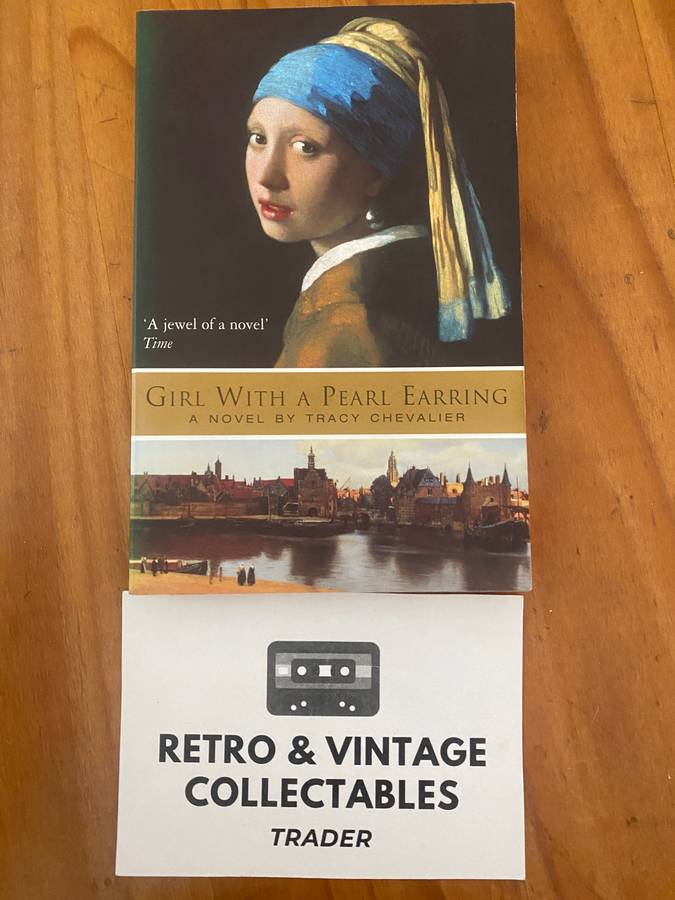 ‘A jewel of a novel’
Time
GIRL WITH A PEARL EARRING
A NOVEL BY TRACY CHEVALIER
RETRO & VINTAGE
COLLECTABLES
TRADER